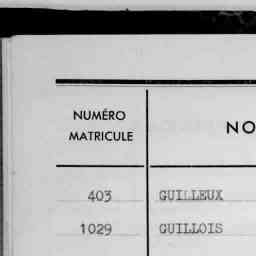 NUMÉRO NO
MATRICULE
403 GUILLEUX
1029 GUILLOIS